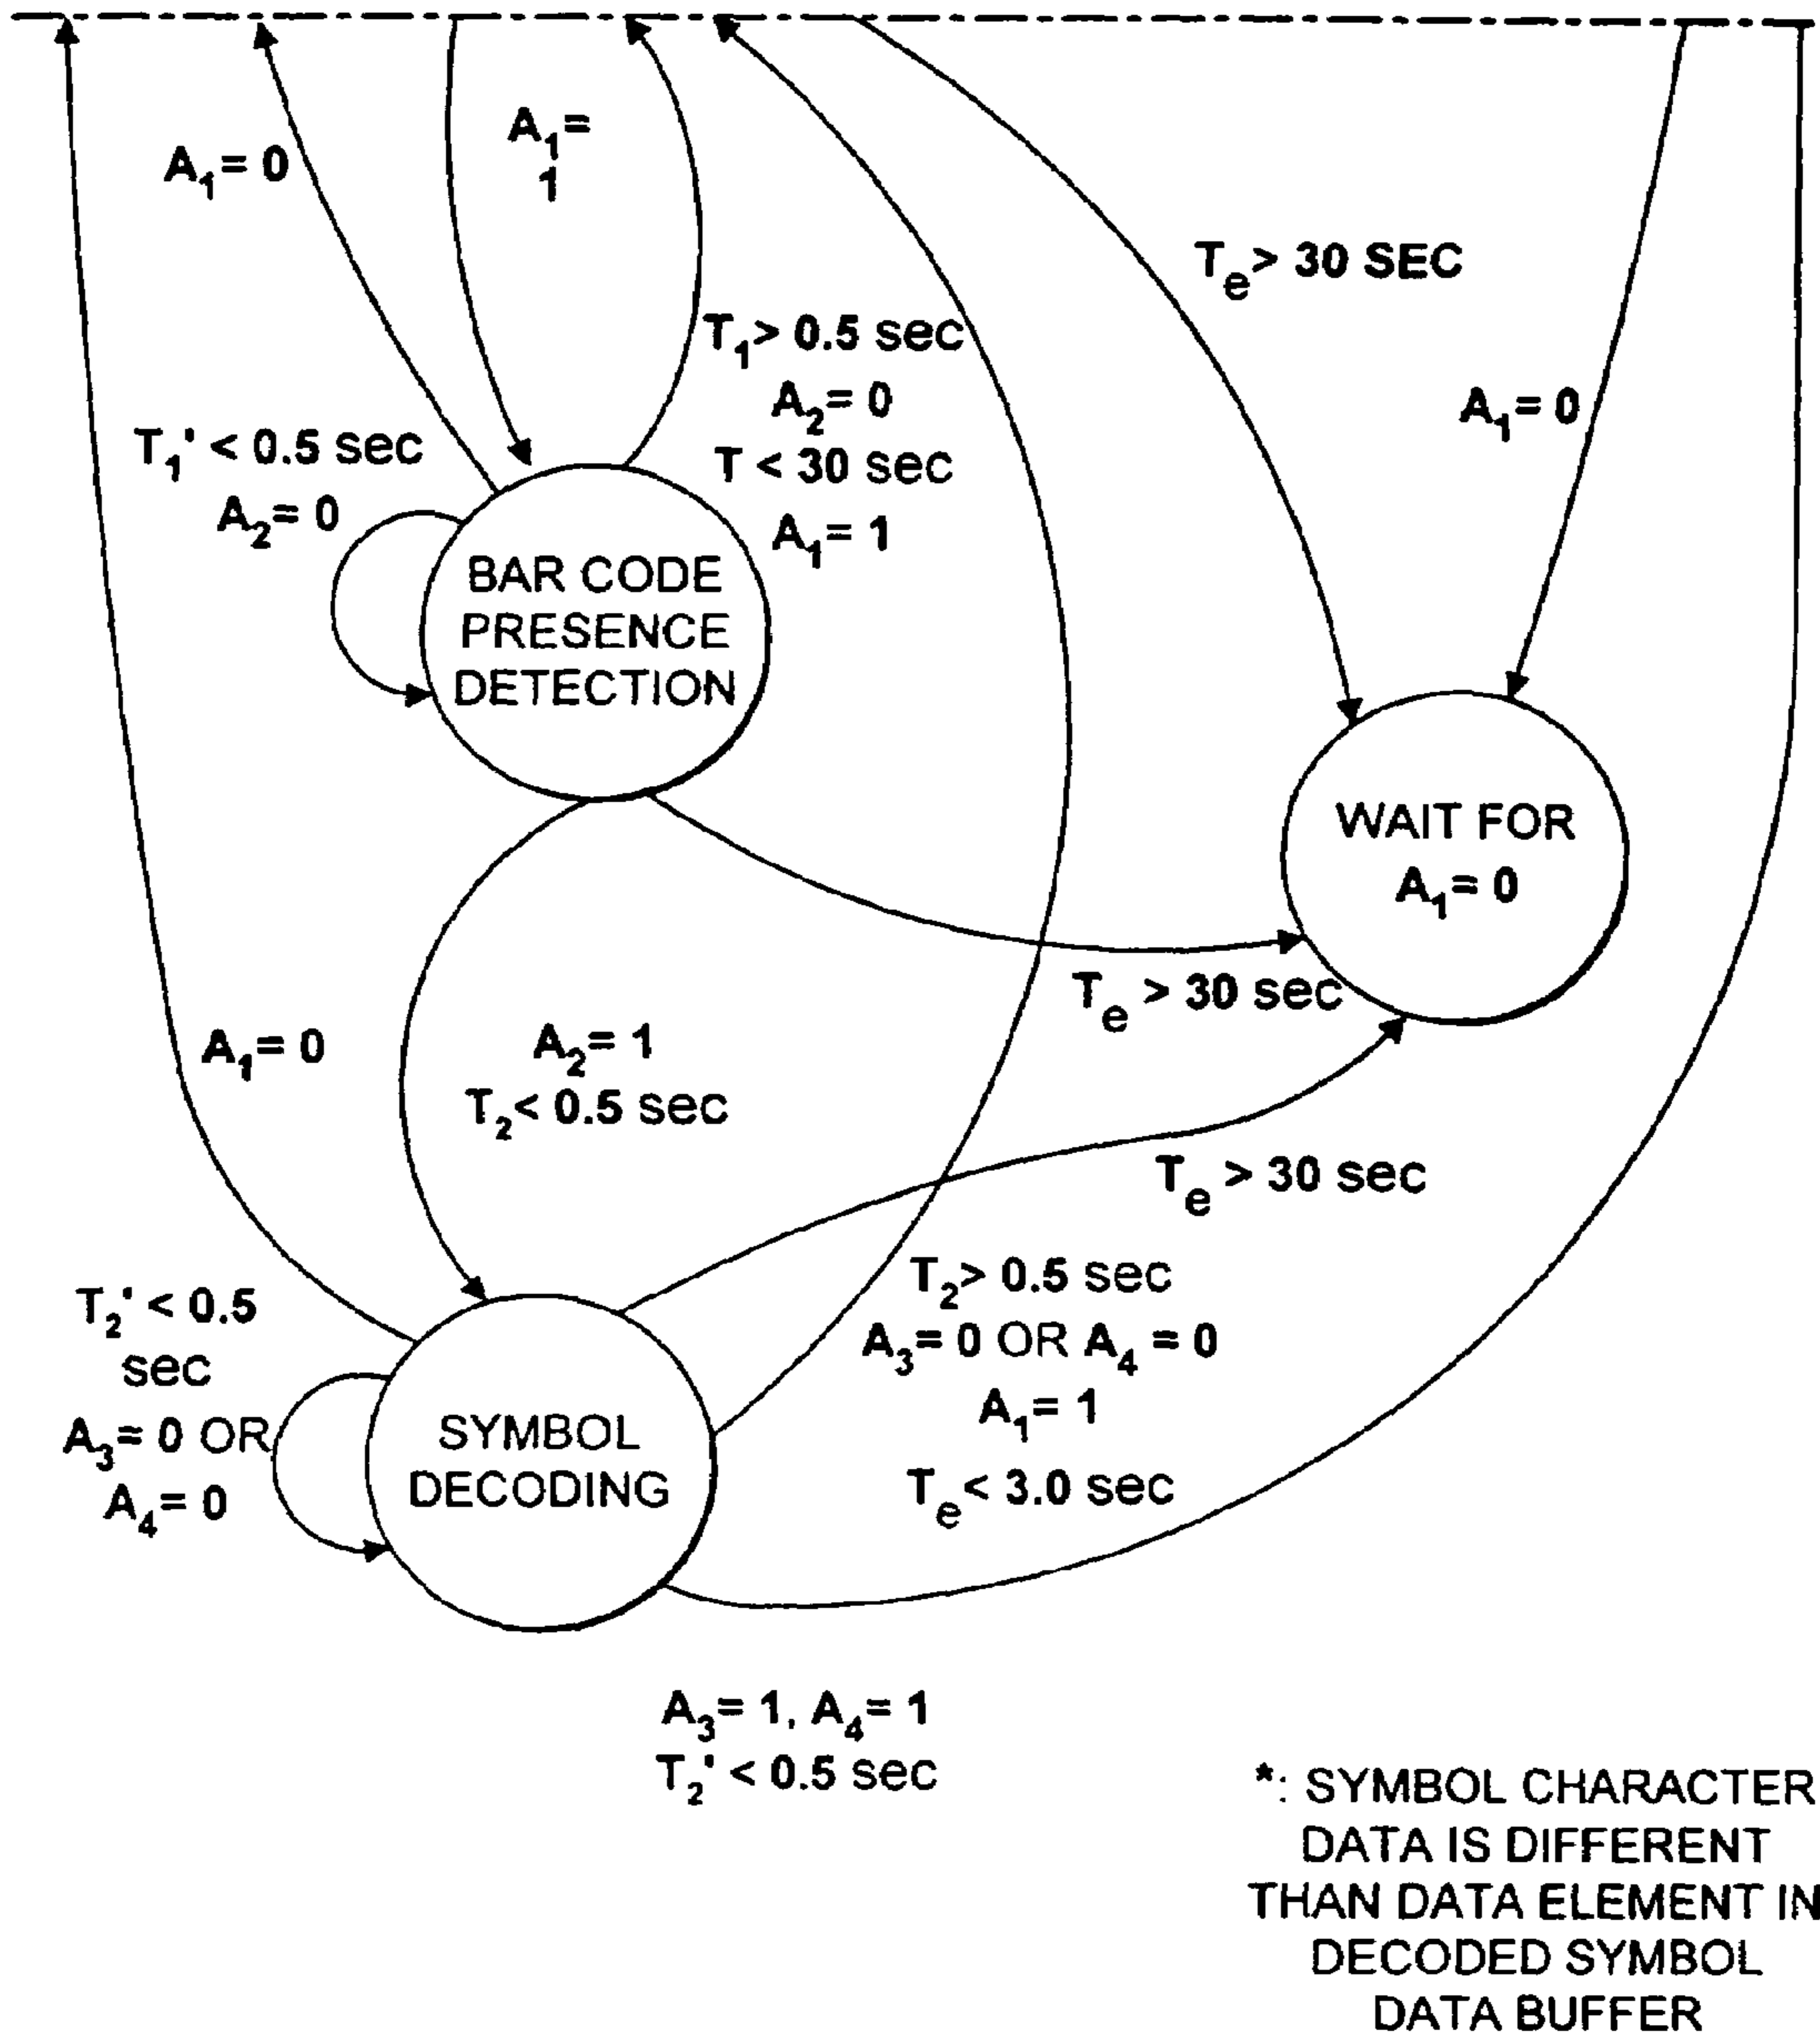 A₁=
1
A₁= 0
Tₑ> 30 SEC
T₁> 0.5 sec
A₂= 0
T < 30 sec
A₁= 1
A₁= 0
T₁' < 0.5 sec
A₂= 0
BAR CODE
PRESENCE
DETECTION
WAIT FOR
A₁= 0
Tₑ > 30 sec
A₁= 0
A₂= 1
T₂< 0.5 sec
Tₑ > 30 sec
T₂> 0.5 sec
A₃= 0 OR A₄ = 0
A₁= 1
Tₑ< 3.0 sec
T₂' < 0.5
sec
A₃= 0 OR
A₄= 0
SYMBOL
DECODING
A₃= 1, A₄= 1
T₂' < 0.5 sec
*: SYMBOL CHARACTER
DATA IS DIFFERENT
THAN DATA ELEMENT IN
DECODED SYMBOL
DATA BUFFER